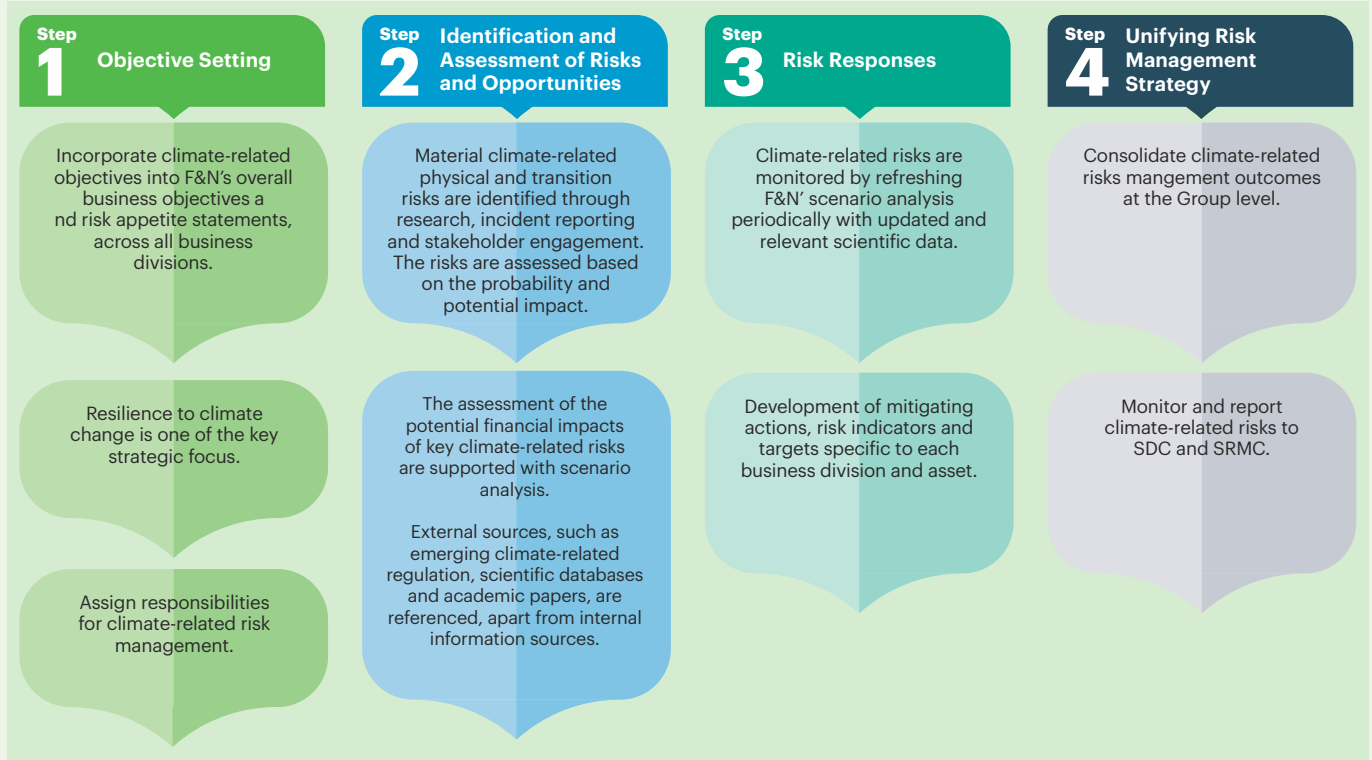 Step
1
Objective Setting
Incorporate climate-related
objectives into F&N’s overall
business objectives a
nd risk appetite statements,
across all business
divisions.
Resilience to climate
change is one of the key
strategic focus.
Assign responsibilities
for climate-related risk
management.
Step
2
Identification and
Assessment of Risks
and Opportunities
Material climate-related
physical and transition
risks are identified through
research, incident reporting
and stakeholder engagement.
The risks are assessed based
on the probability and
potential impact.
The assessment of the
potential financial impacts
of key climate-related risks
are supported with scenario
analysis.
External sources, such as
emerging climate-related
regulation, scientific databases
and academic papers, are
referenced, apart from internal
information sources.
Step
3
Risk Responses
Climate-related risks are
monitored by refreshing
F&N’ scenario analysis
periodically with updated and
relevant scientific data.
Development of mitigating
actions, risk indicators and
targets specific to each
business division and asset.
Step
4
Unifying Risk
Management
Strategy
Consolidate climate-related
risks mangement outcomes
at the Group level.
Monitor and report
climate-related risks to
SDC and SRMC.